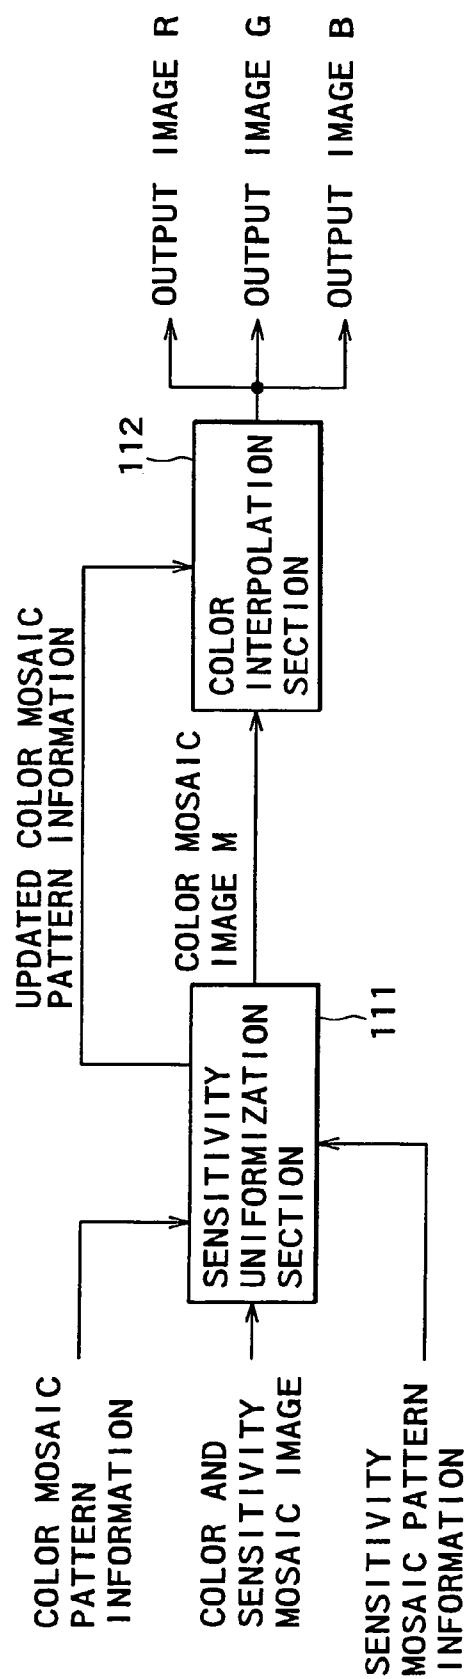 COLOR MOSAIC
PATTERN
INFORMATION
COLOR AND
SENSITIVITY
MOSAIC IMAGE
SENSITIVITY
MOSAIC PATTERN
INFORMATION
SENSITIVITY
UNIFORMIZATION
SECTION
111
UPDATED COLOR MOSAIC
PATTERN INFORMATION
COLOR MOSAIC
IMAGE M
COLOR
INTERPOLATION
SECTION
112
OUTPUT IMAGE R
OUTPUT IMAGE G
OUTPUT IMAGE B